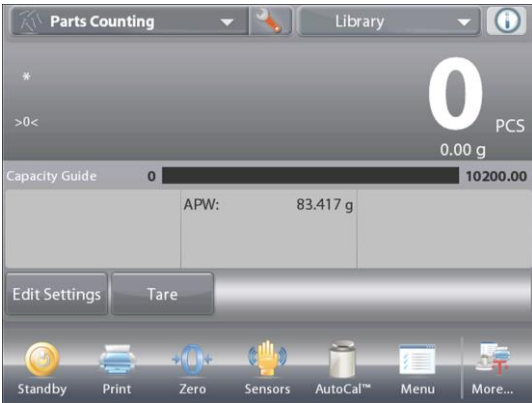 Parts Counting
Library
*
0
>0<
PCS
0.00 g
Capacity Guide 0 10200.00
APW: 83.417 g
Edit Settings Tare
Standby Print Zero Sensors AutoCal™ Menu More...